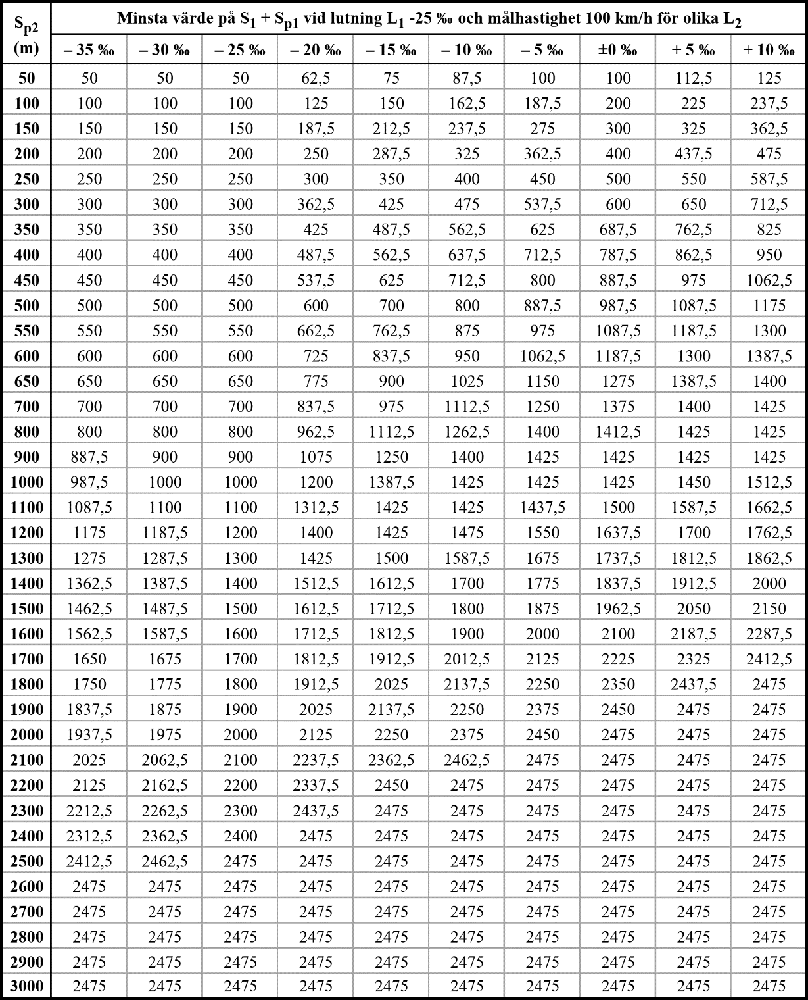 S_p2 (m) Minsta värde på S_1 + S_p1 vid lutning L_1 -25 ‰ och målhastighet 100 km/h för olika L_2
– 35 ‰ – 30 ‰ – 25 ‰ – 20 ‰ – 15 ‰ – 10 ‰ – 5 ‰ ±0 ‰ + 5 ‰ + 10 ‰
50 50 50 50 62,5 75 87,5 100 100 112,5 125
100 100 100 100 125 150 162,5 187,5 200 225 237,5
150 150 150 150 187,5 212,5 237,5 275 300 325 362,5
200 200 200 200 250 287,5 325 362,5 400 437,5 475
250 250 250 250 300 350 400 450 500 550 587,5
300 300 300 300 362,5 425 475 537,5 600 650 712,5
350 350 350 350 425 487,5 562,5 625 687,5 762,5 825
400 400 400 400 487,5 562,5 637,5 712,5 787,5 862,5 950
450 450 450 450 537,5 625 712,5 800 887,5 975 1062,5
500 500 500 500 600 700 800 887,5 987,5 1087,5 1175
550 550 550 550 662,5 762,5 875 975 1087,5 1187,5 1300
600 600 600 600 725 837,5 950 1062,5 1187,5 1300 1387,5
650 650 650 650 775 900 1025 1150 1275 1387,5 1400
700 700 700 700 837,5 975 1112,5 1250 1375 1400 1425
800 800 800 800 962,5 1112,5 1262,5 1400 1412,5 1425 1425
900 887,5 900 900 1075 1250 1400 1425 1425 1425 1425
1000 987,5 1000 1000 1200 1387,5 1425 1425 1425 1450 1512,5
1100 1087,5 1100 1100 1312,5 1425 1425 1437,5 1500 1587,5 1662,5
1200 1175 1187,5 1200 1400 1425 1475 1550 1637,5 1700 1762,5
1300 1275 1287,5 1300 1425 1500 1587,5 1675 1737,5 1812,5 1862,5
1400 1362,5 1387,5 1400 1512,5 1612,5 1700 1775 1837,5 1912,5 2000
1500 1462,5 1487,5 1500 1612,5 1712,5 1800 1875 1962,5 2050 2150
1600 1562,5 1587,5 1600 1712,5 1812,5 1900 2000 2100 2187,5 2287,5
1700 1650 1675 1700 1812,5 1912,5 2012,5 2125 2225 2325 2412,5
1800 1750 1775 1800 1912,5 2025 2137,5 2250 2350 2437,5 2475
1900 1837,5 1875 1900 2025 2137,5 2250 2375 2450 2475 2475
2000 1937,5 1975 2000 2125 2250 2375 2450 2475 2475 2475
2100 2025 2062,5 2100 2237,5 2362,5 2462,5 2475 2475 2475 2475
2200 2125 2162,5 2200 2337,5 2450 2475 2475 2475 2475 2475
2300 2212,5 2262,5 2300 2437,5 2475 2475 2475 2475 2475 2475
2400 2312,5 2362,5 2400 2475 2475 2475 2475 2475 2475 2475
2500 2412,5 2462,5 2475 2475 2475 2475 2475 2475 2475 2475
2600 2475 2475 2475 2475 2475 2475 2475 2475 2475 2475
2700 2475 2475 2475 2475 2475 2475 2475 2475 2475 2475
2800 2475 2475 2475 2475 2475 2475 2475 2475 2475 2475
2900 2475 2475 2475 2475 2475 2475 2475 2475 2475 2475
3000 2475 2475 2475 2475 2475 2475 2475 2475 2475 2475